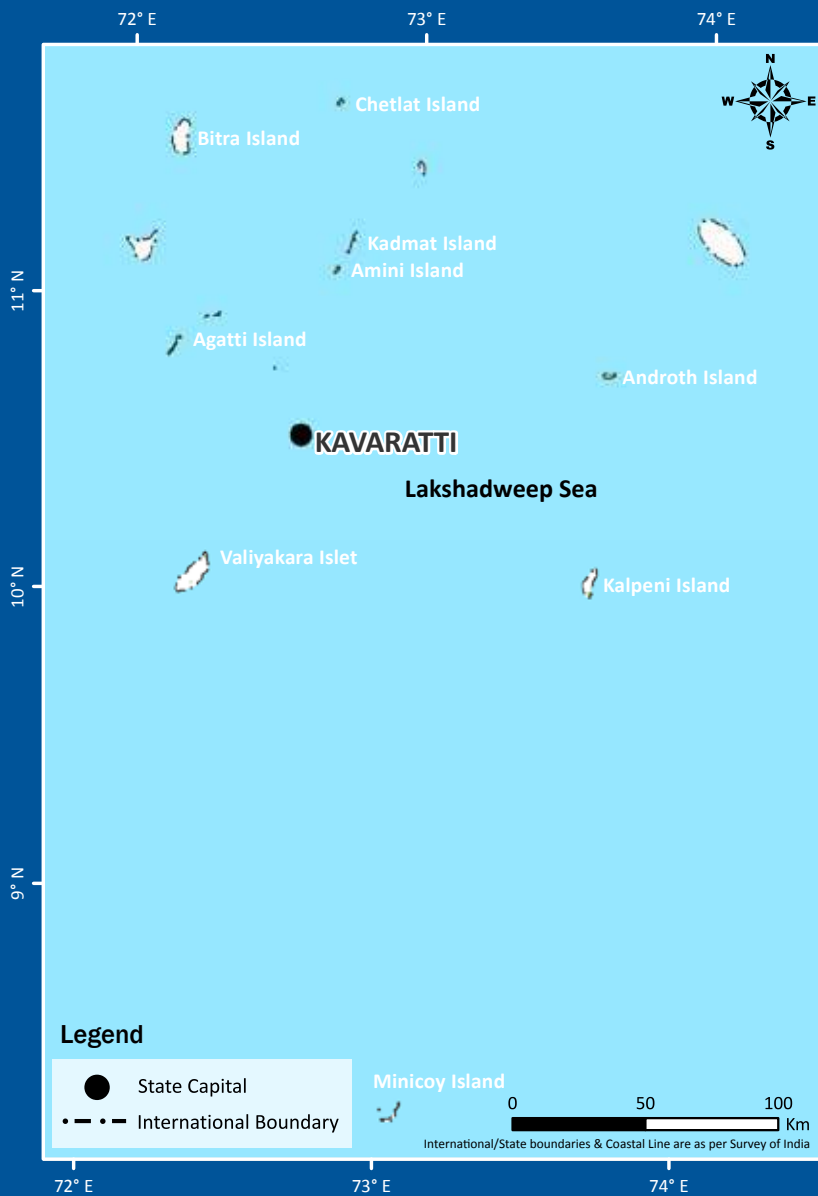 72° E
73° E
74° E
N
W
E
S
Chetlat Island
Bitra Island
Kadmat Island
Amini Island
11° N
Agatti Island
Androth Island
KAVARATTI
Lakshadweep Sea
Valiyakara Islet
10° N
Kalpeni Island
9° N
Legend
State Capital
International Boundary
Minicoy Island
0 50 100
Km
International/State boundaries & Coastal Line are as per Survey of India
72° E
73° E
74° E